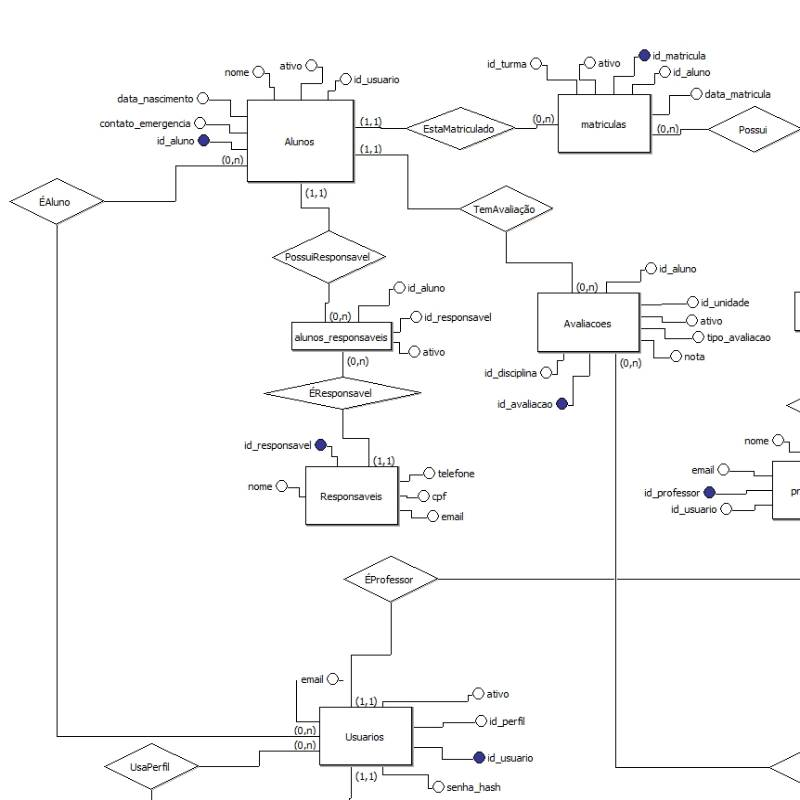 ativo
id_matricula
nome
id_usuario
id_turma
ativo
id_aluno
data_nascimento
data_matricula
contato_emergencia
(1,1)
EstaMatriculado
(0,n)
matriculas
(0,n)
Possui
id_aluno
Alunos
(0,n)
(1,1)
(1,1)
ÉAluno
TemAvaliação
PossuiResponsavel
id_aluno
id_aluno
(0,n)
id_unidade
(0,n)
id_responsavel
Avaliacoes
ativo
alunos_responsaveis
tipo_avaliacao
ativo
nota
(0,n)
(0,n)
id_disciplina
ÉResponsavel
id_avaliacao
id_responsavel
nome
(1,1)
email
telefone
nome
Responsaveis
cpf
id_professor
pr
email
id_usuario
ÉProfessor
email
ativo
(1,1)
id_perfil
(0,n)
Usuarios
(0,n)
id_usuario
UsaPerfil
(1,1)
senha_hash